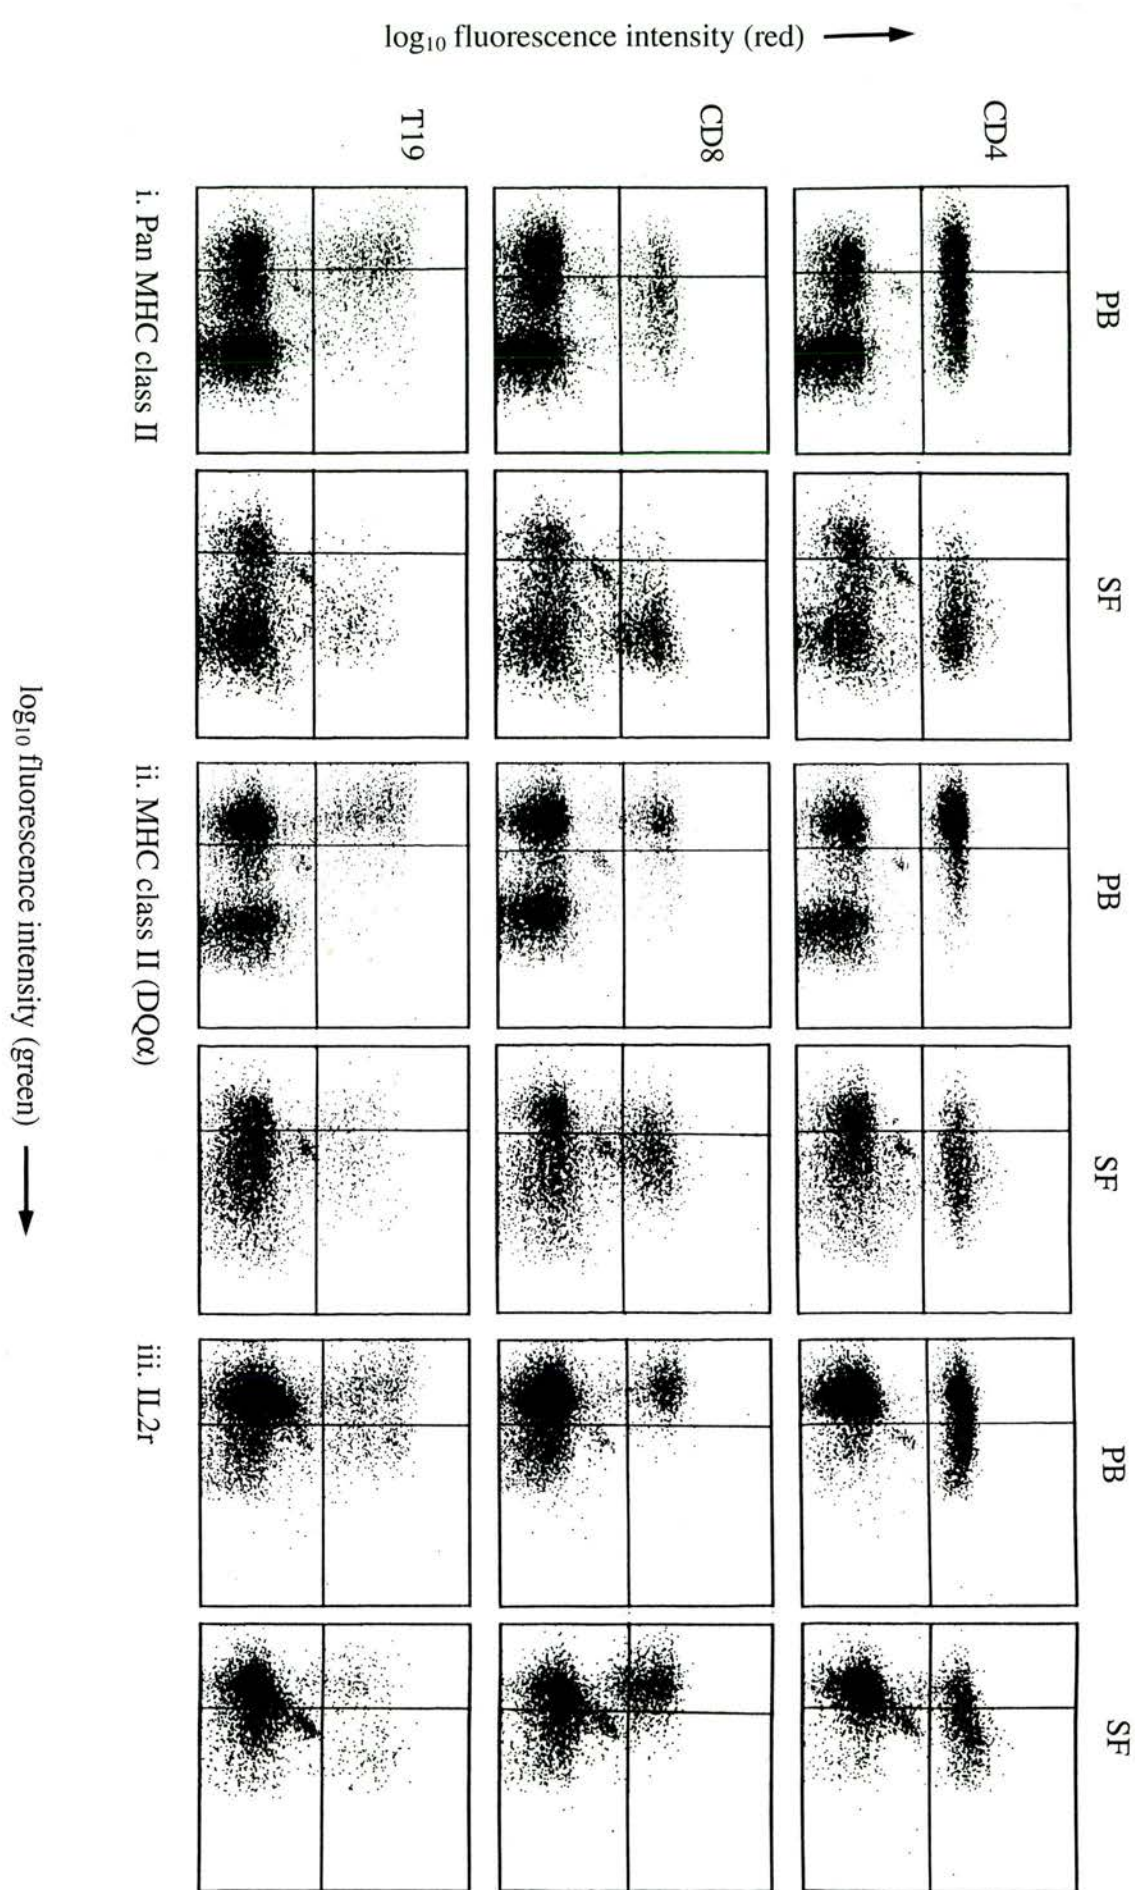 log₁₀ fluorescence intensity (red)
CD4
CD8
T19
PB
SF
PB
SF
PB
SF
i. Pan MHC class II
ii. MHC class II (DQα)
iii. IL2r
log₁₀ fluorescence intensity (green)